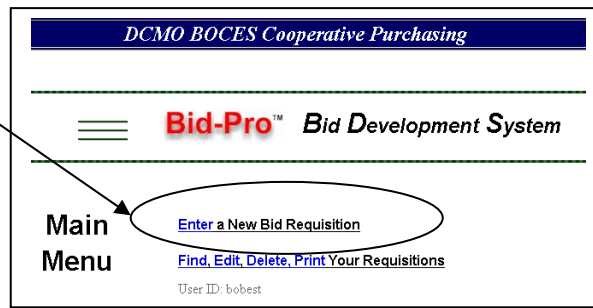 DCMO BOCES Cooperative Purchasing
Bid-Pro™ Bid Development System
Main Menu
Enter a New Bid Requisition
Find, Edit, Delete, Print Your Requisitions
User ID: bobest